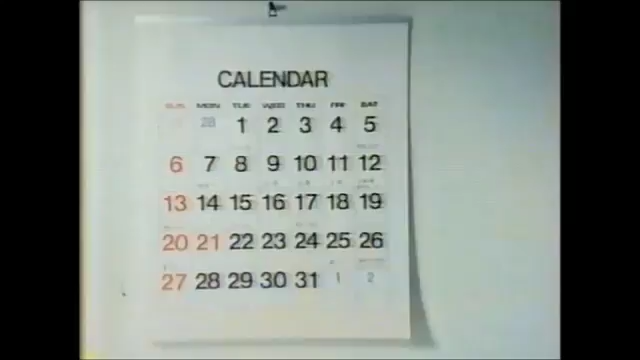 CALENDAR
SUN MON TUE WED THU FRI SAT
28 1 2 3 4 5
6 7 8 9 10 11 12
13 14 15 16 17 18 19
20 21 22 23 24 25 26
27 28 29 30 31 1 2